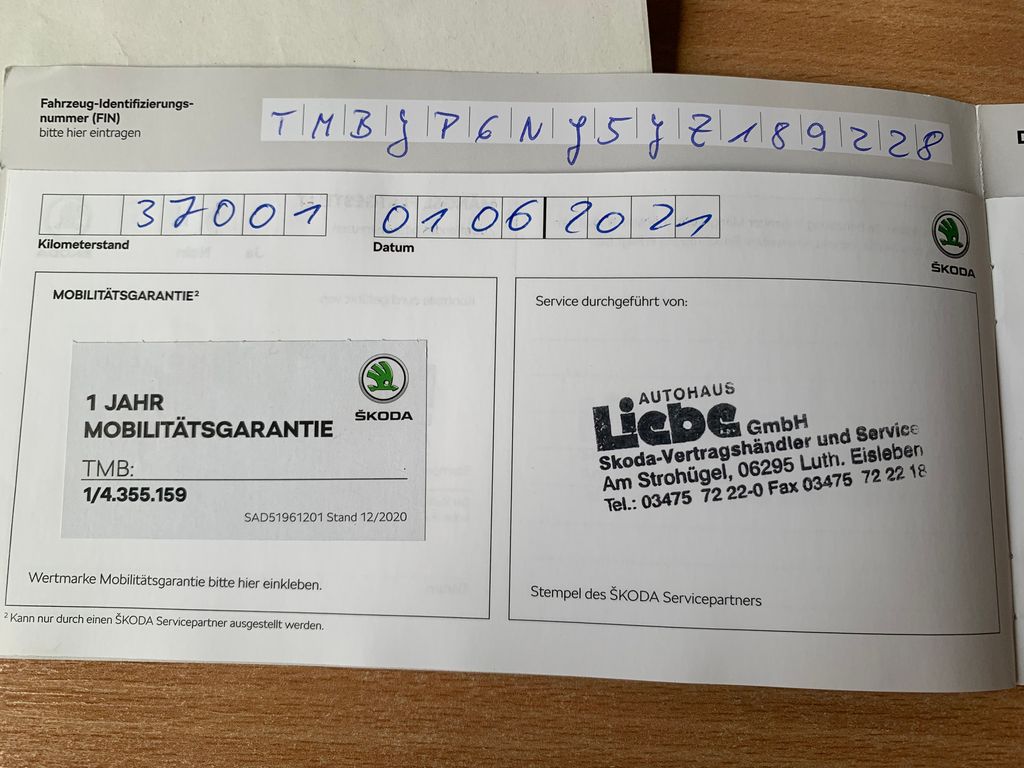 Fahrzeug-Identifizierungs-
nummer (FIN)
bitte hier eintragen
TMBJP6NJ5JZ189228
37001
01 06 2021
Kilometerstand
Datum
ŠKODA
MOBILITÄTSGARANTIE²
1 JAHR
MOBILITÄTSGARANTIE
ŠKODA
TMB:
1/4.355.159
SAD51961201 Stand 12/2020
Wertmarke Mobilitätsgarantie bitte hier einkleben.
² Kann nur durch einen ŠKODA Servicepartner ausgestellt werden.
Service durchgeführt von:
AUTOHAUS
Liebe GmbH
Skoda-Vertragshändler und Service
Am Strohügel, 06295 Luth. Eisleben
Tel.: 03475 72 22-0 Fax 03475 72 22 18
Stempel des ŠKODA Servicepartners